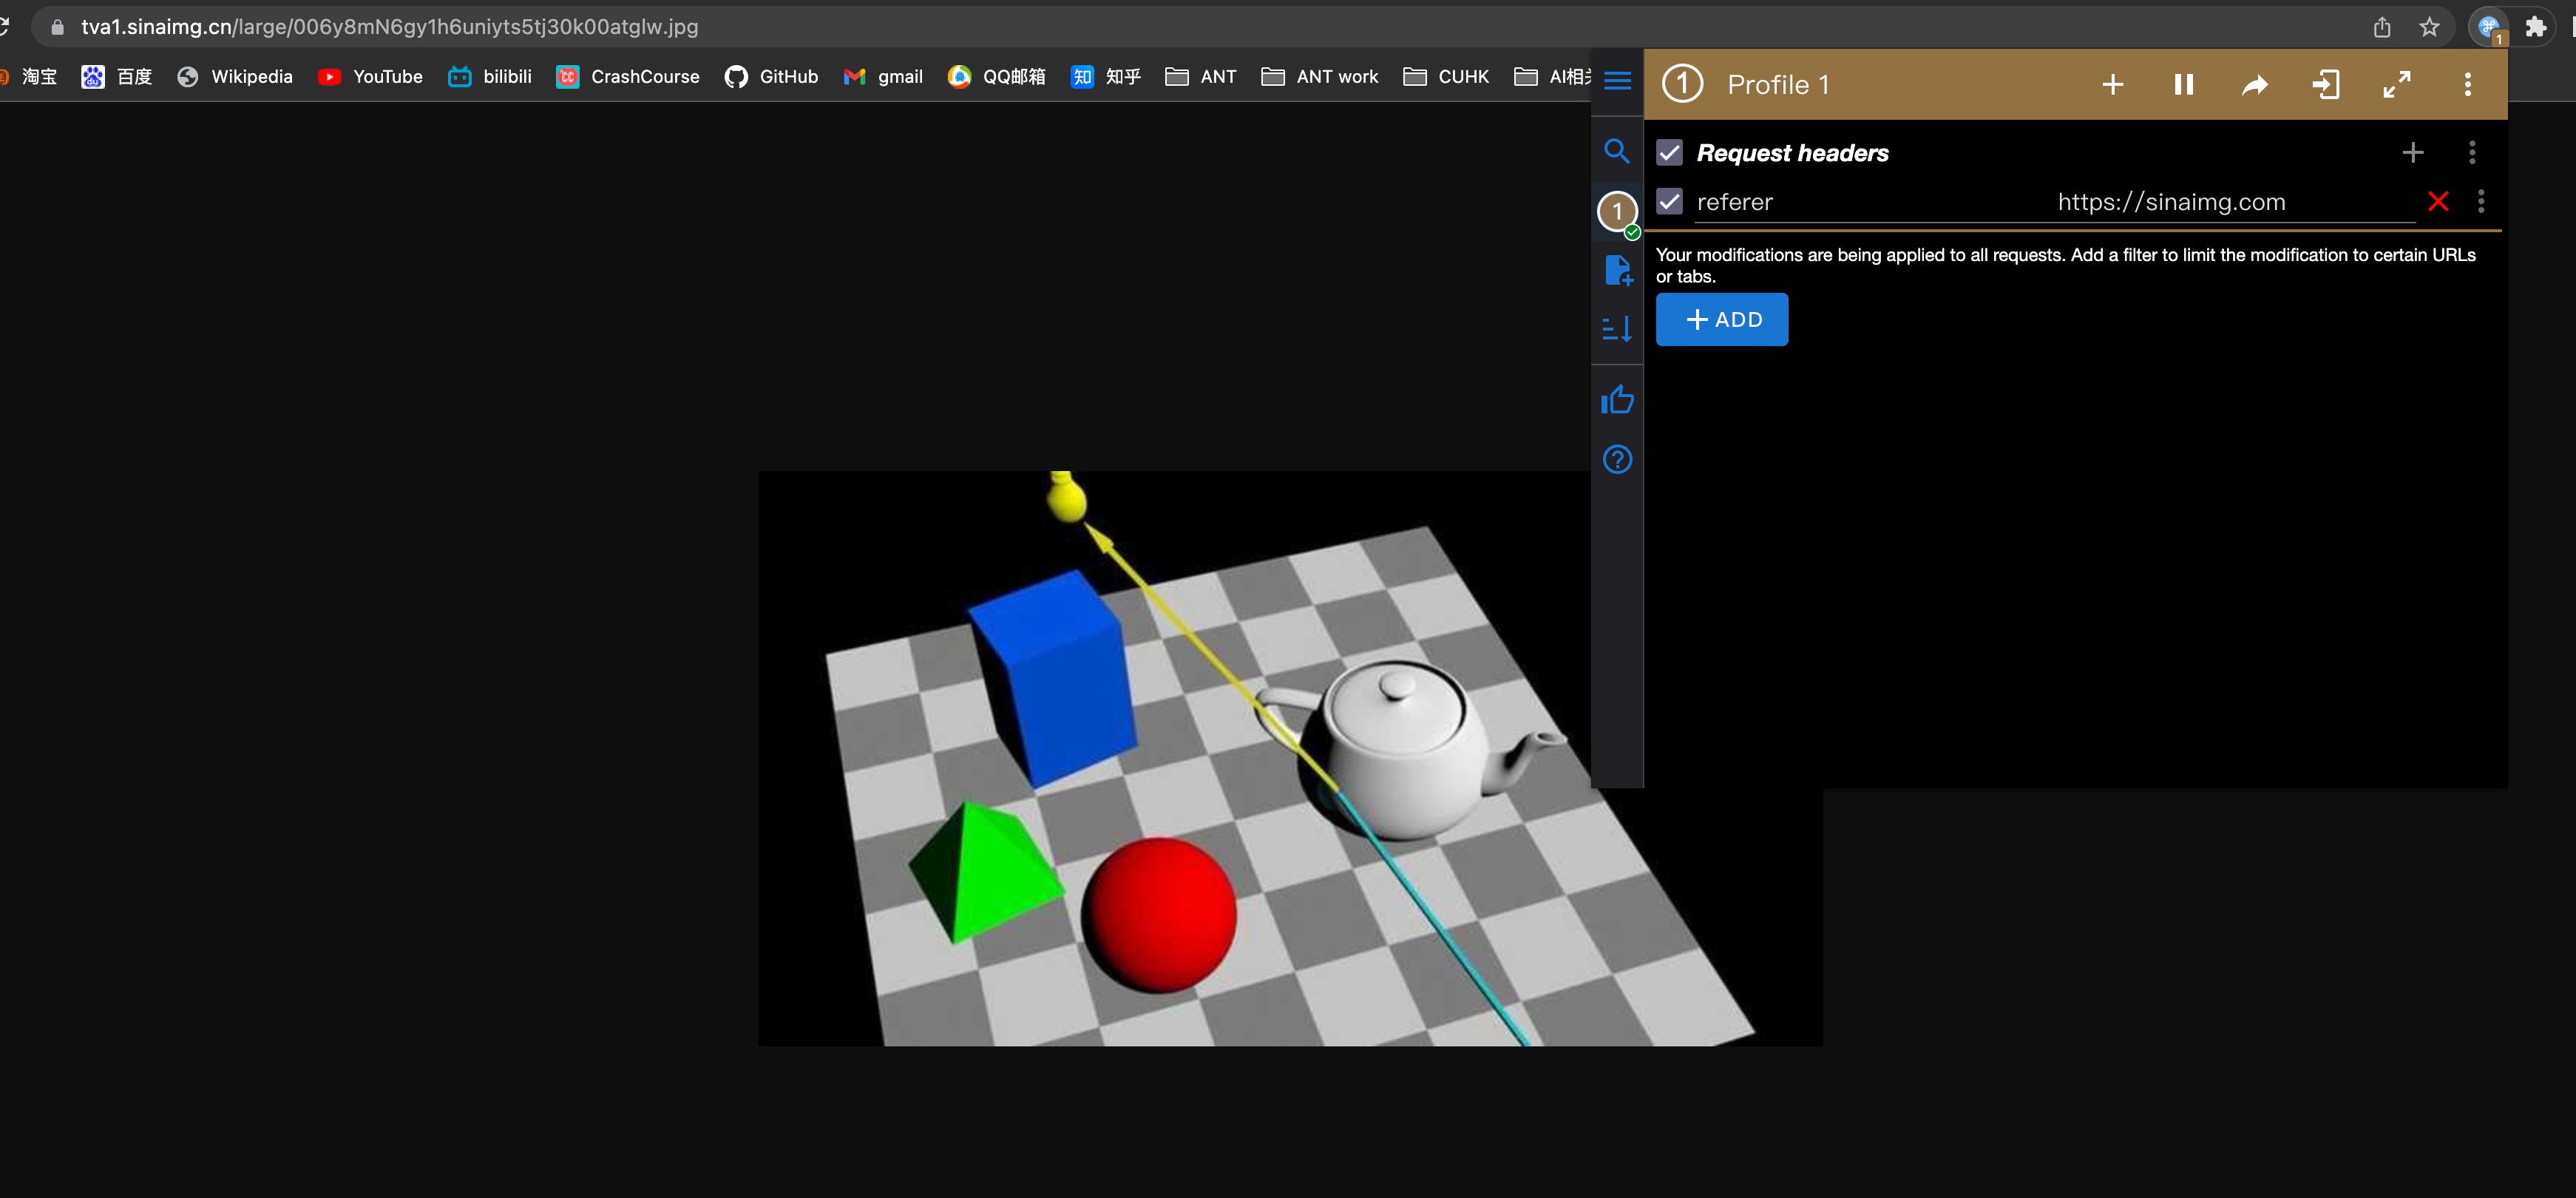 tva1.sinaimg.cn/large/006y8mN6gy1h6uniyts5tj30k00atglw.jpg
1
淘宝 百度 Wikipedia YouTube bilibili CrashCourse GitHub gmail QQ邮箱 知 知乎 ANT ANT work CUHK AI相
1 Profile 1
Request headers
referer https://sinaimg.com
1
Your modifications are being applied to all requests. Add a filter to limit the modification to certain URLs
or tabs.
ADD